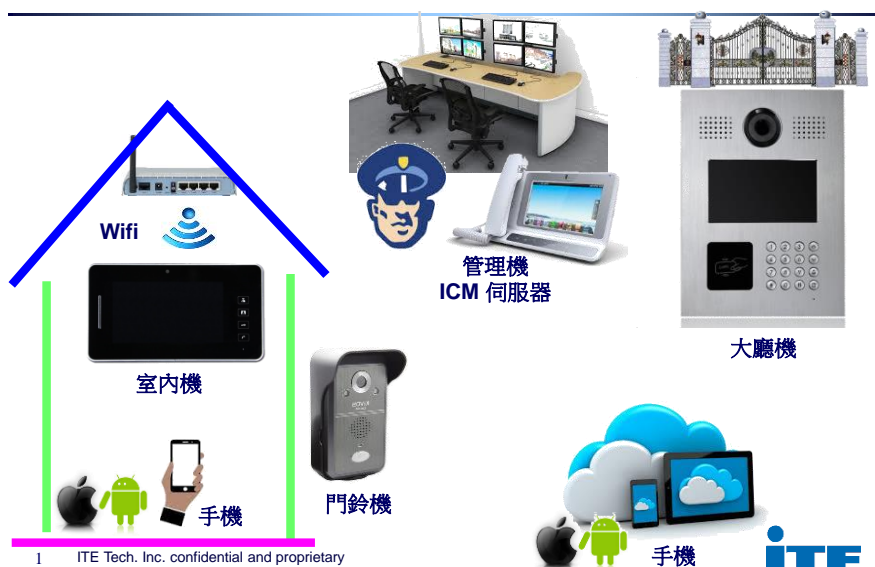 Wifi
管理機
ICM 伺服器
大廳機
室內機
門鈴機
手機
手機
1 ITE Tech. Inc. confidential and proprietary
iTE